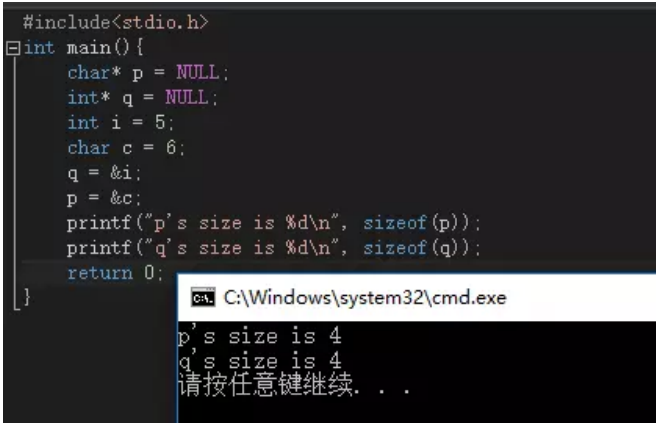 #include<stdio.h>
int main(){
char* p = NULL;
int* q = NULL;
int i = 5;
char c = 6;
q = &i;
p = &c;
printf("p's size is %d\n", sizeof(p));
printf("q's size is %d\n", sizeof(q));
return 0;
}
C:\Windows\system32\cmd.exe
p's size is 4
q's size is 4
请按任意键继续. . .